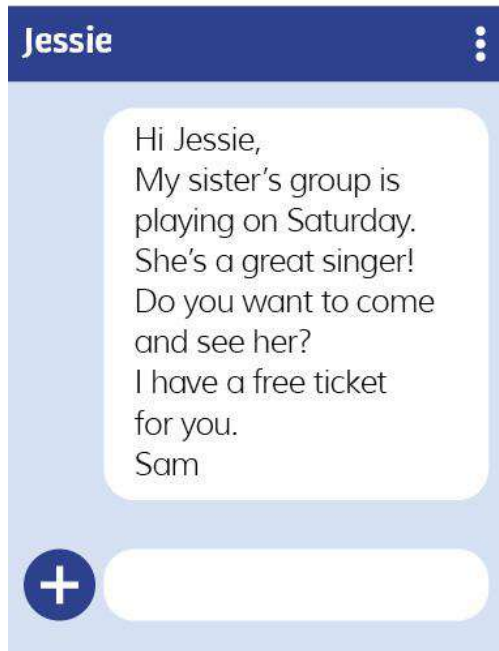 Jessie
Hi Jessie,
My sister’s group is
playing on Saturday.
She’s a great singer!
Do you want to come
and see her?
I have a free ticket
for you.
Sam